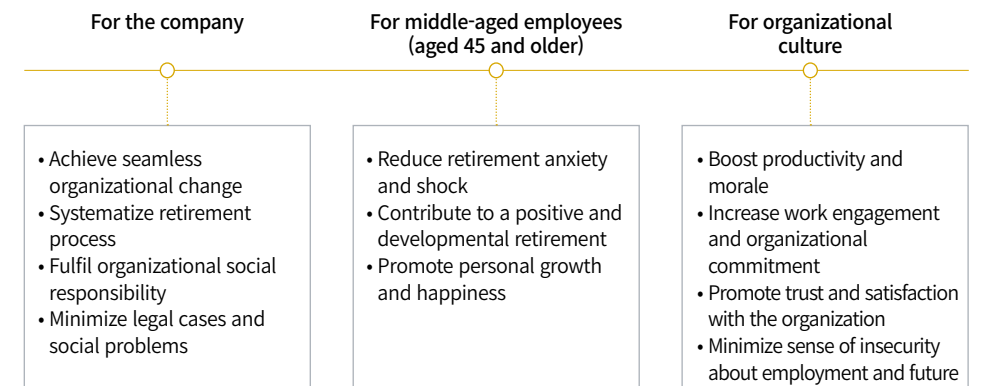 For the company
• Achieve seamless
organizational change
• Systematize retirement
process
• Fulfil organizational social
responsibility
• Minimize legal cases and
social problems
For middle-aged employees
(aged 45 and older)
• Reduce retirement anxiety
and shock
• Contribute to a positive and
developmental retirement
• Promote personal growth
and happiness
For organizational
culture
• Boost productivity and
morale
• Increase work engagement
and organizational
commitment
• Promote trust and satisfaction
with the organization
• Minimize sense of insecurity
about employment and future